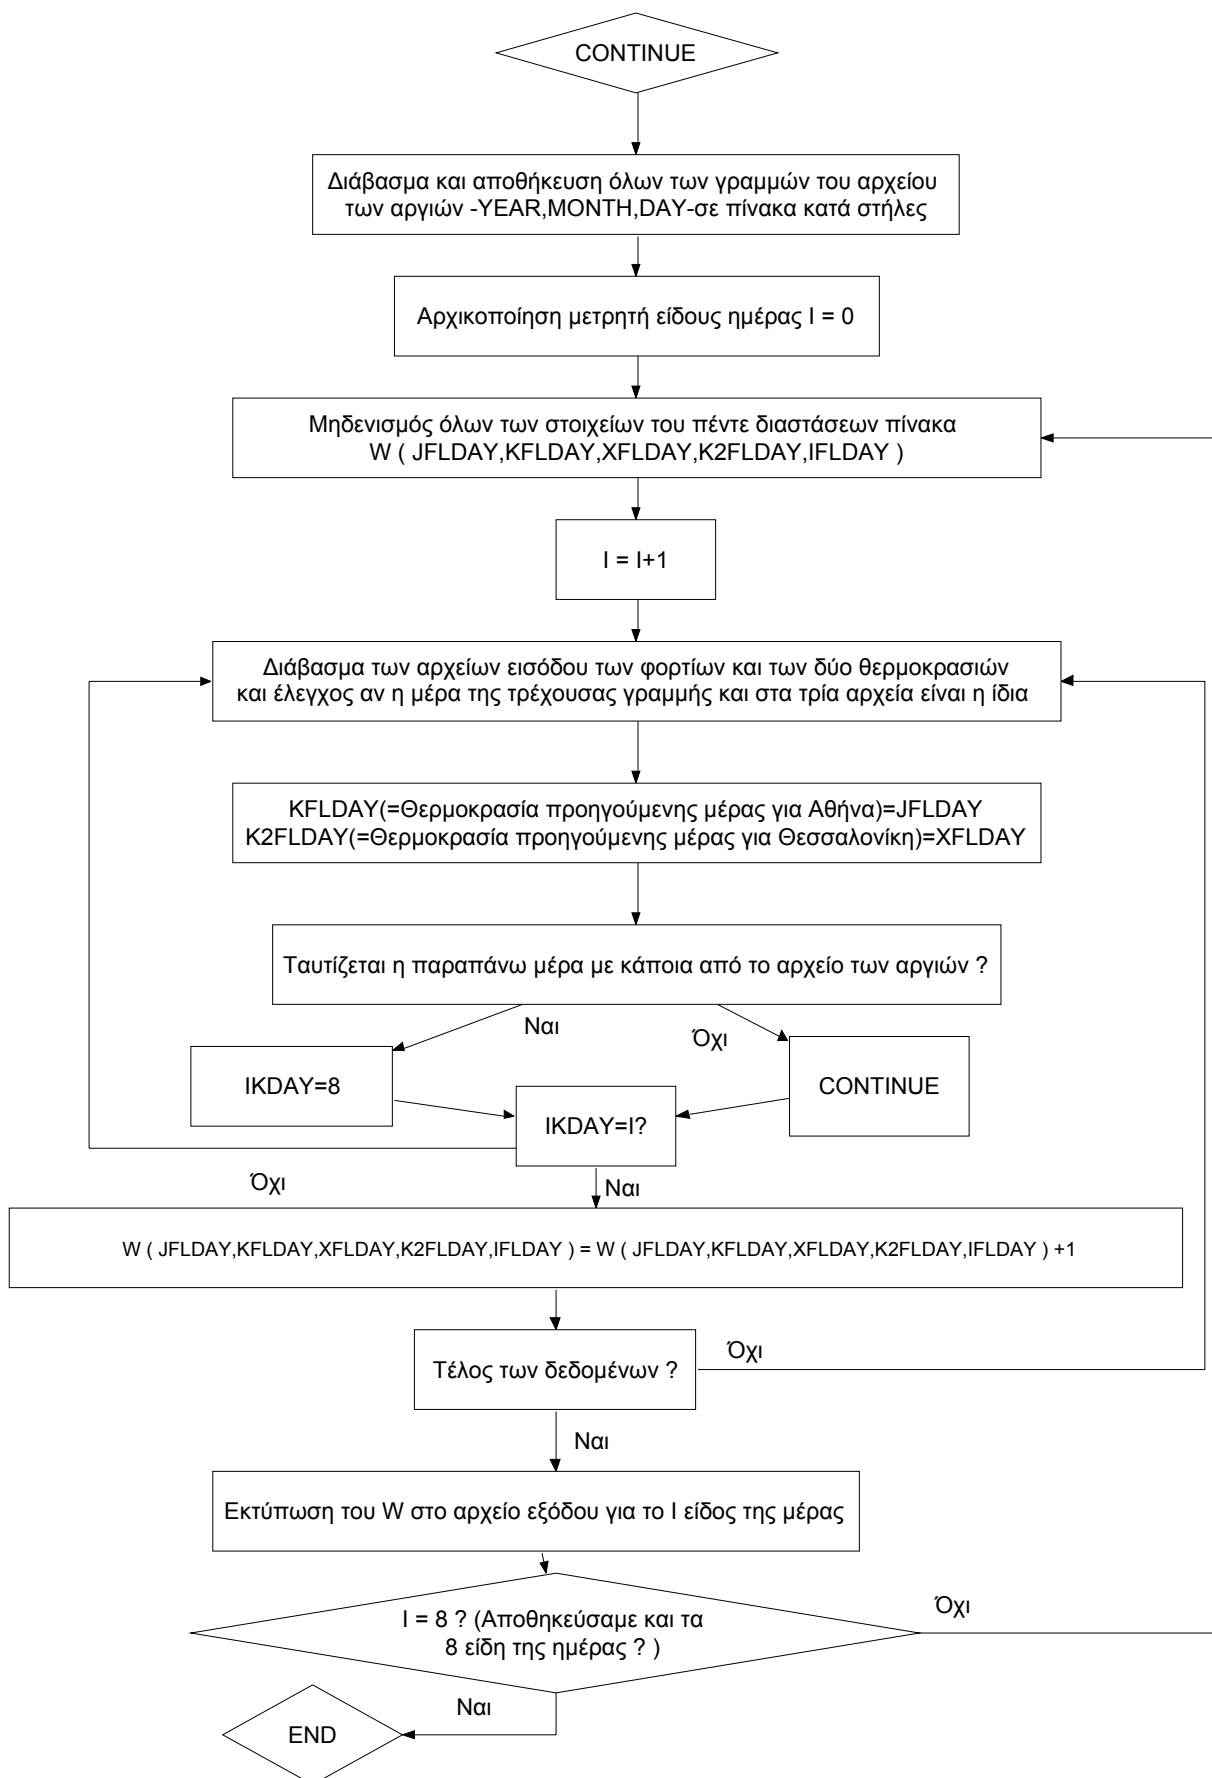 CONTINUE
Διάβασμα και αποθήκευση όλων των γραμμών του αρχείου
των αργιών -YEAR,MONTH,DAY-σε πίνακα κατά στήλες
Αρχικοποίηση μετρητή είδους ημέρας I = 0
Μηδενισμός όλων των στοιχείων του πέντε διαστάσεων πίνακα
W ( JFLDAY,KFLDAY,XFLDAY,K2FLDAY,IFLDAY )
I = I+1
Διάβασμα των αρχείων εισόδου των φορτίων και των δύο θερμοκρασιών
και έλεγχος αν η μέρα της τρέχουσας γραμμής και στα τρία αρχεία είναι η ίδια
KFLDAY(=Θερμοκρασία προηγούμενης μέρας για Αθήνα)=JFLDAY
K2FLDAY(=Θερμοκρασία προηγούμενης μέρας για Θεσσαλονίκη)=XFLDAY
Ταυτίζεται η παραπάνω μέρα με κάποια από το αρχείο των αργιών ?
Ναι
Όχι
IKDAY=8
CONTINUE
IKDAY=I?
Όχι
Ναι
W ( JFLDAY,KFLDAY,XFLDAY,K2FLDAY,IFLDAY ) = W ( JFLDAY,KFLDAY,XFLDAY,K2FLDAY,IFLDAY ) +1
Τέλος των δεδομένων ?
Όχι
Ναι
Εκτύπωση του W στο αρχείο εξόδου για το I είδος της μέρας
I = 8 ? (Αποθηκεύσαμε και τα
8 είδη της ημέρας ? )
Όχι
Ναι
END